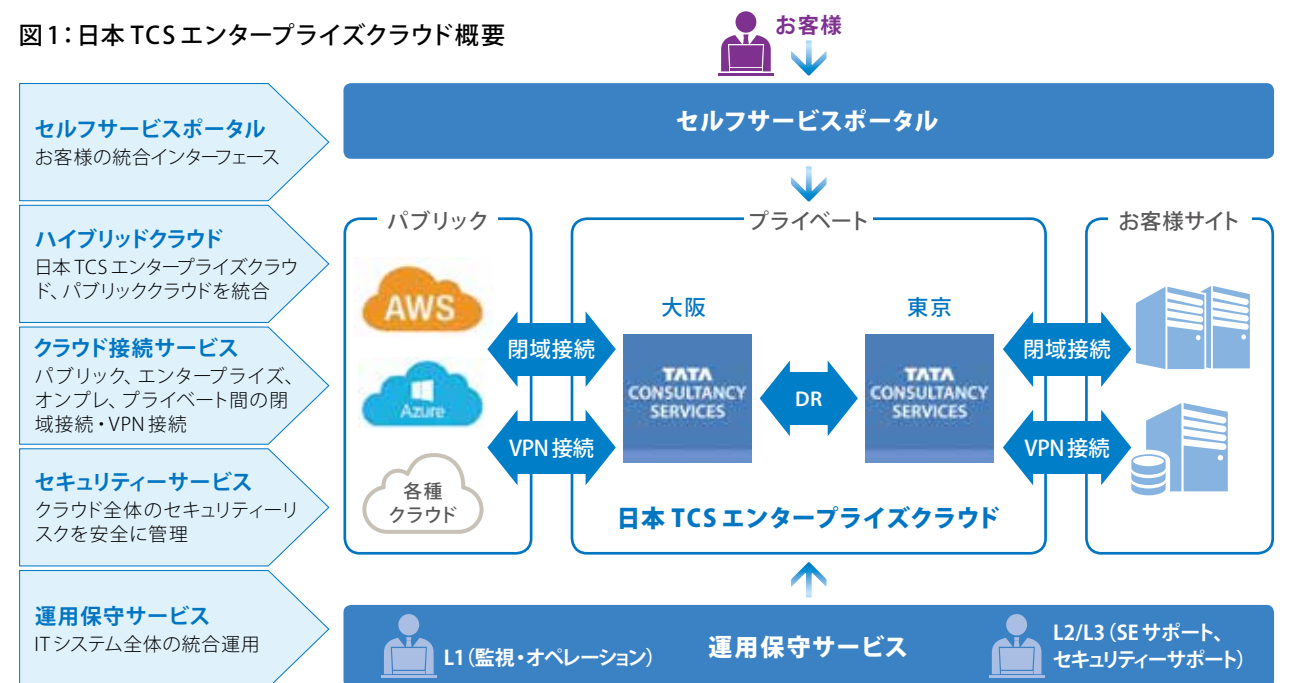 図1：日本 TCS エンタープライズクラウド概要
お客様
セルフサービスポータル
お客様の統合インターフェース
セルフサービスポータル
ハイブリッドクラウド
日本 TCS エンタープライズクラウ
ド、パブリッククラウドを統合
クラウド接続サービス
パブリック、エンタープライズ、
オンプレ、プライベート間の閉
域接続・VPN 接続
セキュリティーサービス
クラウド全体のセキュリティーリ
スクを安全に管理
運用保守サービス
ITシステム全体の統合運用
パブリック
AWS
Azure
各種
クラウド
閉域接続
VPN 接続
プライベート
大阪
TATA
CONSULTANCY
SERVICES
DR
東京
TATA
CONSULTANCY
SERVICES
日本 TCS エンタープライズクラウド
閉域接続
VPN 接続
お客様サイト
L1（監視・オペレーション）
運用保守サービス
L2/L3（SE サポート、
セキュリティーサポート）